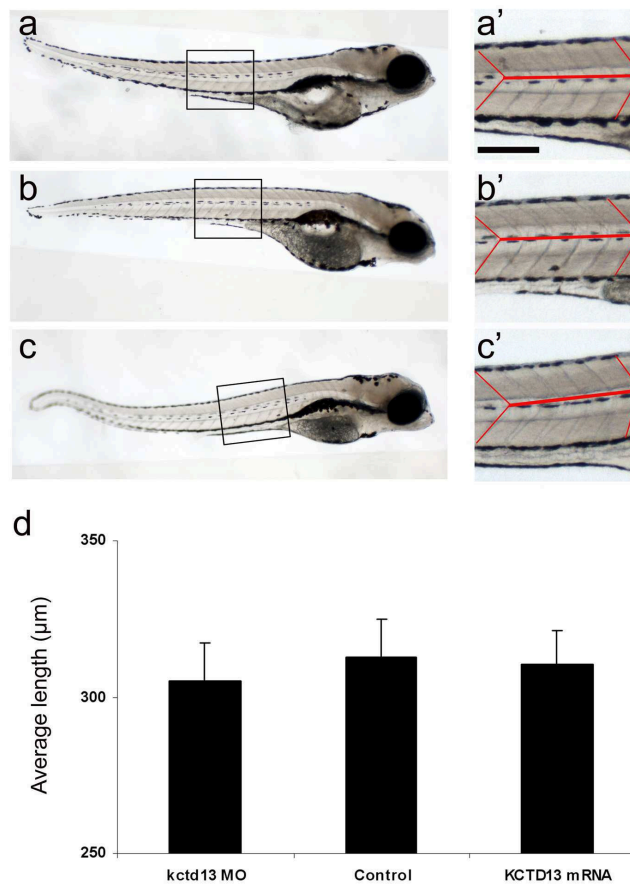 a a’
b b’
c c’
d
350
300
250
Average length (µm)
kctd13 MO Control KCTD13 mRNA